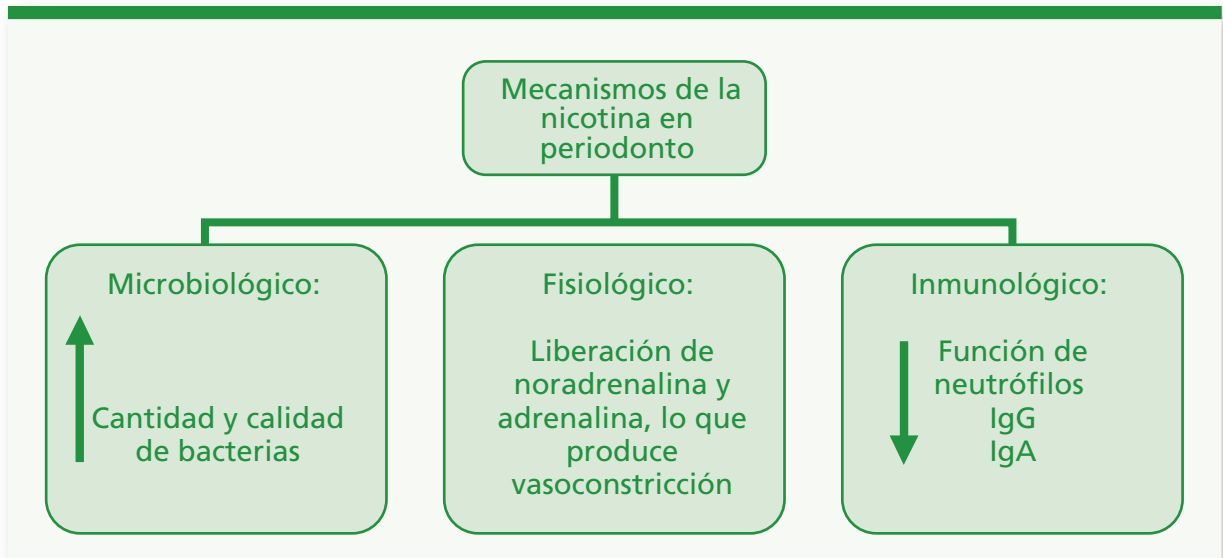 Mecanismos de la
nicotina en
periodonto
Microbiológico:
Cantidad y calidad
de bacterias
Fisiológico:
Liberación de
noradrenalina y
adrenalina, lo que
produce
vasoconstricción
Inmunológico:
Función de
neutrófilos
IgG
IgA